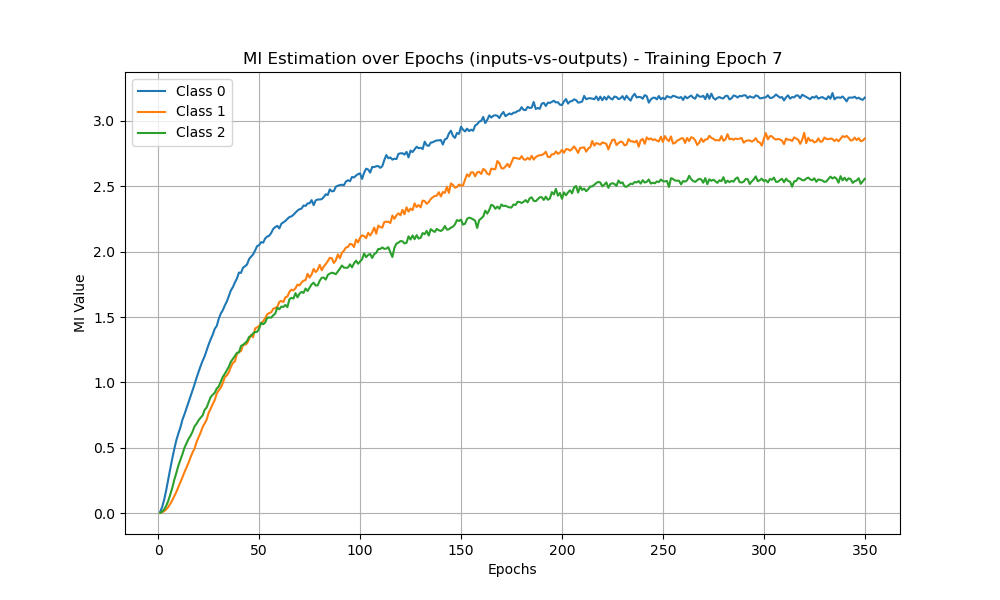 MI Estimation over Epochs (inputs-vs-outputs) - Training Epoch 7
Class 0
Class 1
Class 2
MI Value
3.0
2.5
2.0
1.5
1.0
0.5
0.0
0 50 100 150 200 250 300 350
Epochs